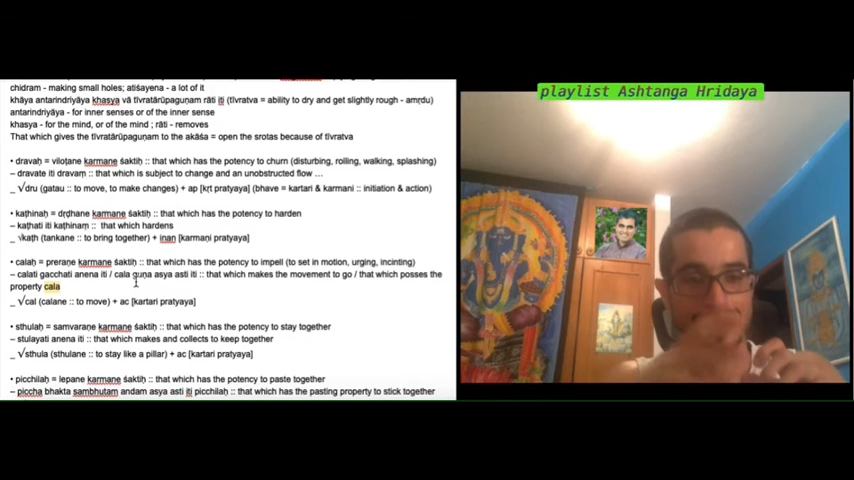 chidram - making small holes; atiśayena - a lot of it
khāya antarindriyāya khasya vā tīvratārūpaguṇam rāti iti (tīvratva = ability to dry and get slightly rough - amṛdu)
antarindriyāya - for inner senses or of the inner sense
khasya - for the mind, or of the mind ; rāti - removes
That which gives the tīvratārūpaguṇam to the akāśa = open the srotas because of tīvratva
• dravaḥ = viloṭane karmane śaktiḥ :: that which has the potency to churn (disturbing, rolling, walking, splashing)
– dravate iti dravaṃ :: that which is subject to change and an unobstructed flow ...
_ √dru (gatau :: to move, to make changes) + ap [kṛt pratyaya] (bhave = kartari & karmani :: initiation & action)
• kaṭhinaḥ = dṛḍhane karmane śaktiḥ :: that which has the potency to harden
– kaṭhati iti kaṭhinaṃ :: that which hardens
_ √kaṭh (tankane :: to bring together) + inan [karmaṇi pratyaya]
• calaḥ = preraṇe karmane śaktiḥ :: that which has the potency to impell (to set in motion, urging, incinting)
– calati gacchati anena iti / cala guṇa asya asti iti :: that which makes the movement to go / that which posses the
property cala
_ √cal (calane :: to move) + ac [kartari pratyaya]
• sthulaḥ = samvaraṇe karmane śaktiḥ :: that which has the potency to stay together
– stulayati anena iti :: that which makes and collects to keep together
_ √sthula (sthulane :: to stay like a pillar) + ac [kartari pratyaya]
• picchilaḥ = lepane karmane śaktiḥ :: that which has the potency to paste together
– piccha bhakta sambhutam andam asya asti iti picchilaḥ :: that which has the pasting property to stick together
playlist Ashtanga Hridaya